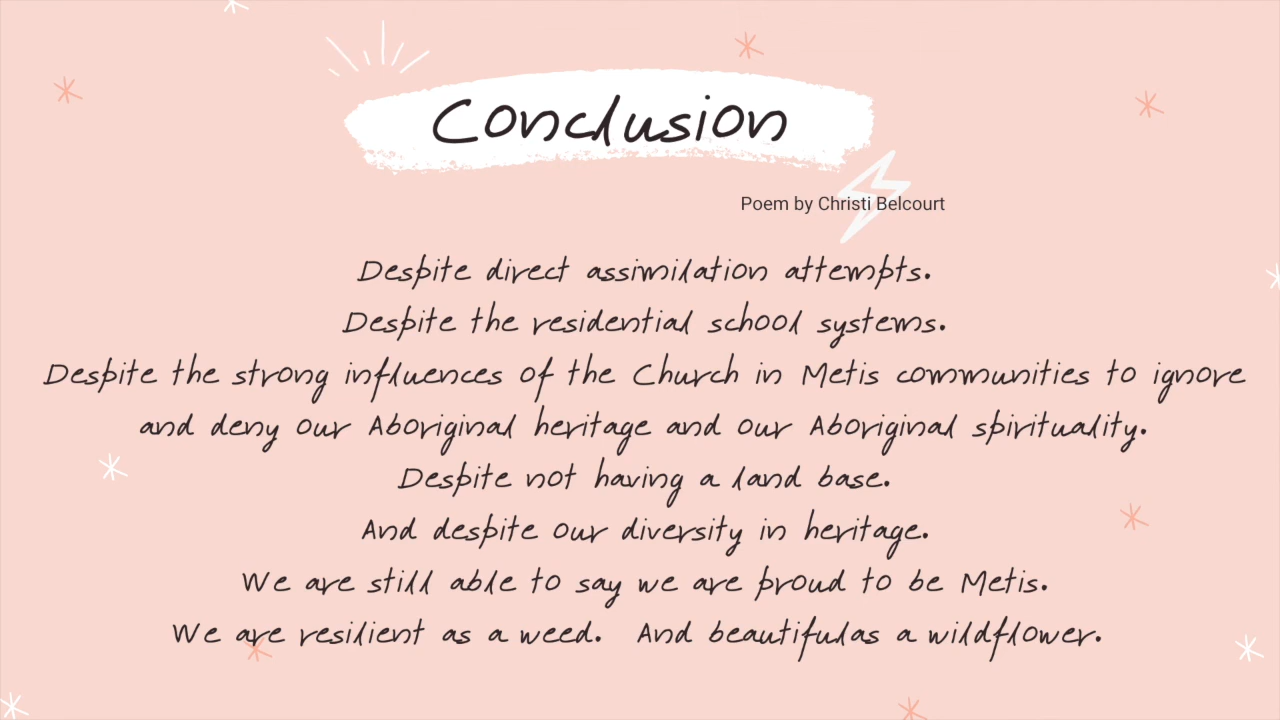 Conclusion
Poem by Christi Belcourt
Despite direct assimilation attempts.
Despite the residential school systems.
Despite the strong influences of the Church in Metis communities to ignore
and deny our Aboriginal heritage and our Aboriginal spirituality.
Despite not having a land base.
And despite our diversity in heritage.
We are still able to say we are proud to be Metis.
We are resilient as a weed. And beautifulas a wildflower.